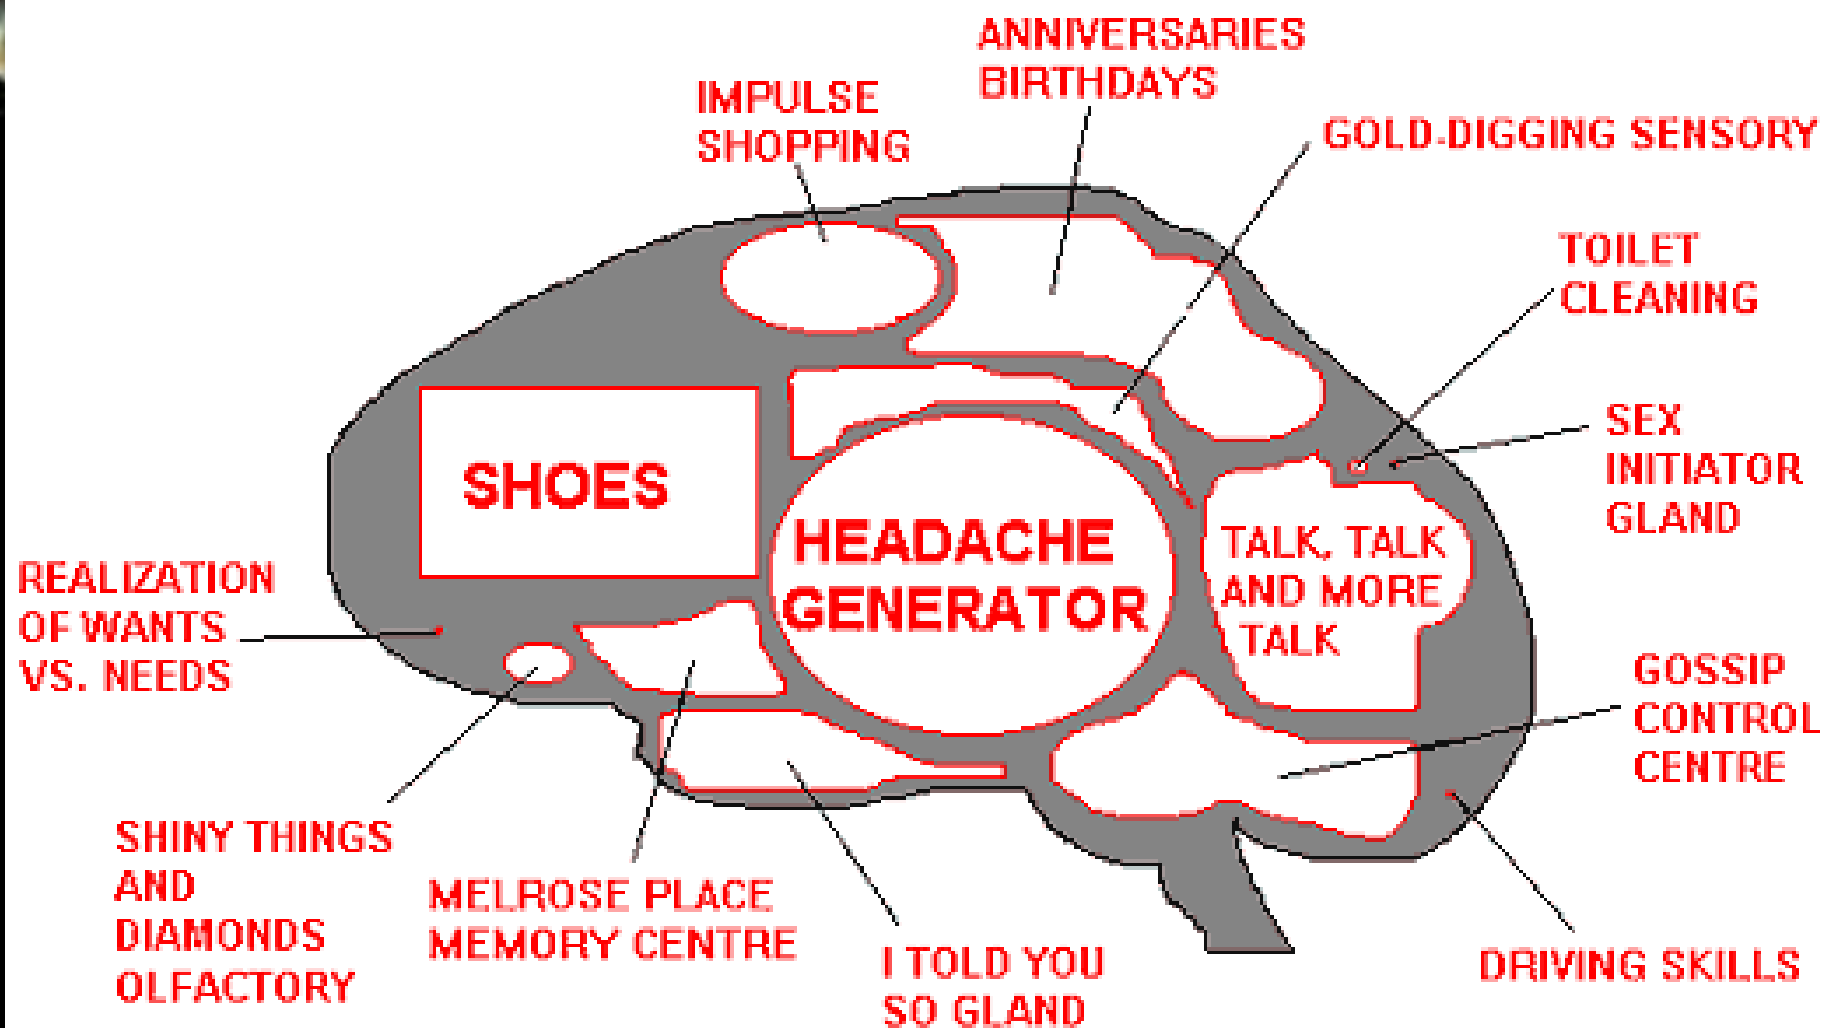 ANNIVERSARIES
BIRTHDAYS
IMPULSE
SHOPPING
GOLD-DIGGING SENSORY
TOILET
CLEANING
SEX
INITIATOR
GLAND
SHOES
HEADACHE
GENERATOR
TALK, TALK
AND MORE
TALK
REALIZATION
OF WANTS
VS. NEEDS
GOSSIP
CONTROL
CENTRE
SHINY THINGS
AND
DIAMONDS
OLFACTORY
MELROSE PLACE
MEMORY CENTRE
I TOLD YOU
SO GLAND
DRIVING SKILLS